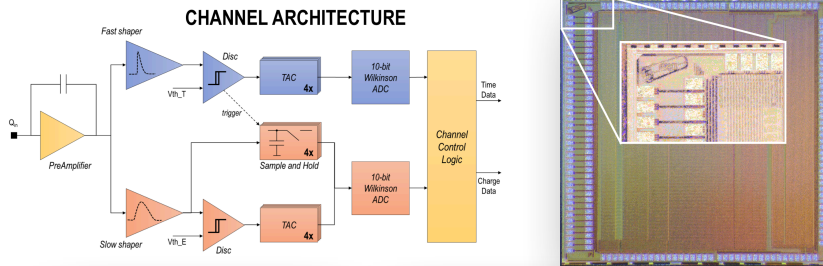 CHANNEL ARCHITECTURE
Fast shaper
Disc
TAC
4x
10-bit
Wilkinson
ADC
Vth_T
trigger
Qin
PreAmplifier
4x
Sample and Hold
Channel
Control
Logic
Time
Data
Charge
Data
10-bit
Wilkinson
ADC
Slow shaper
Vth_E
Disc
TAC
4x